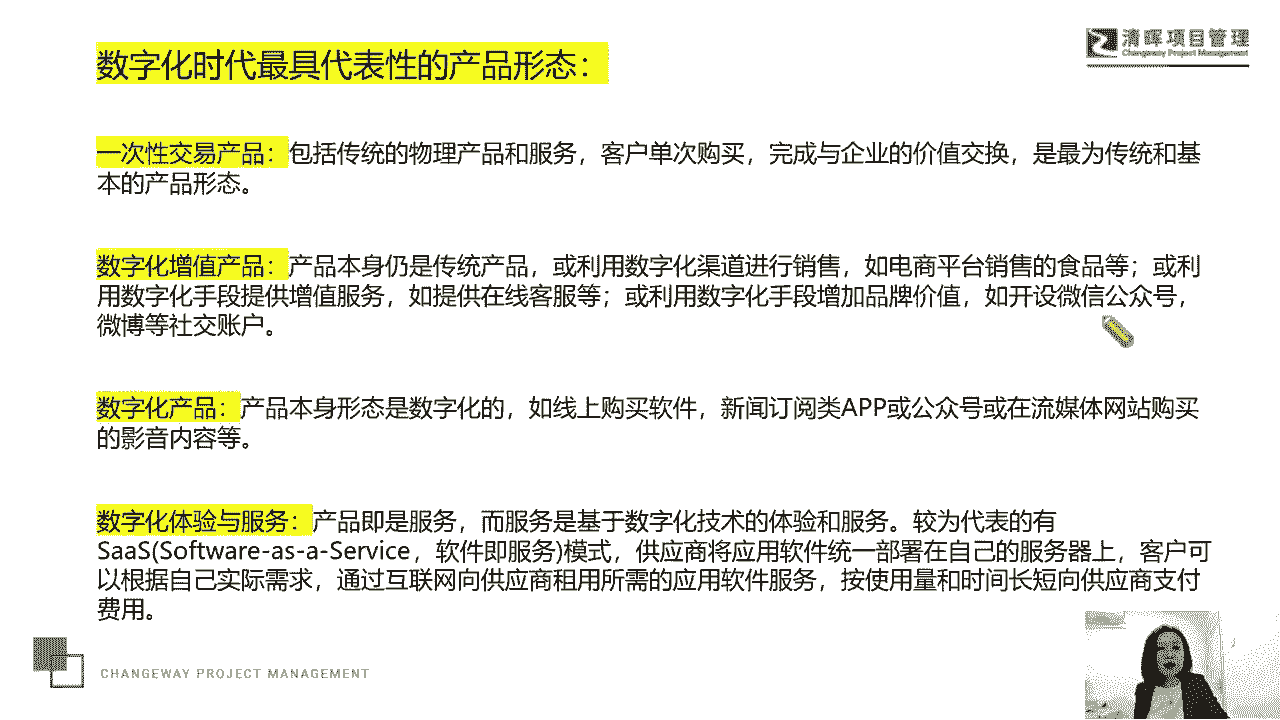 清晖项目管理
Changeway Project Management
数字化时代最具代表性的产品形态：
一次性交易产品：包括传统的物理产品和服务，客户单次购买，完成与企业的价值交换，是最为传统和基
本的产品形态。
数字化增值产品：产品本身仍是传统产品，或利用数字化渠道进行销售，如电商平台销售的食品等；或利
用数字化手段提供增值服务，如提供在线客服等；或利用数字化手段增加品牌价值，如开设微信公众号，
微博等社交账户。
数字化产品：产品本身形态是数字化的，如线上购买软件，新闻订阅类APP或公众号或在流媒体网站购买
的影音内容等。
数字化体验与服务：产品即是服务，而服务是基于数字化技术的体验和服务。较为代表的有
SaaS(Software-as-a-Service，软件即服务)模式，供应商将应用软件统一部署在自己的服务器上，客户可
以根据自己实际需求，通过互联网向供应商租用所需的应用软件服务，按使用量和时间长短向供应商支付
费用。
CHANGEWAY PROJECT MANAGEMENT